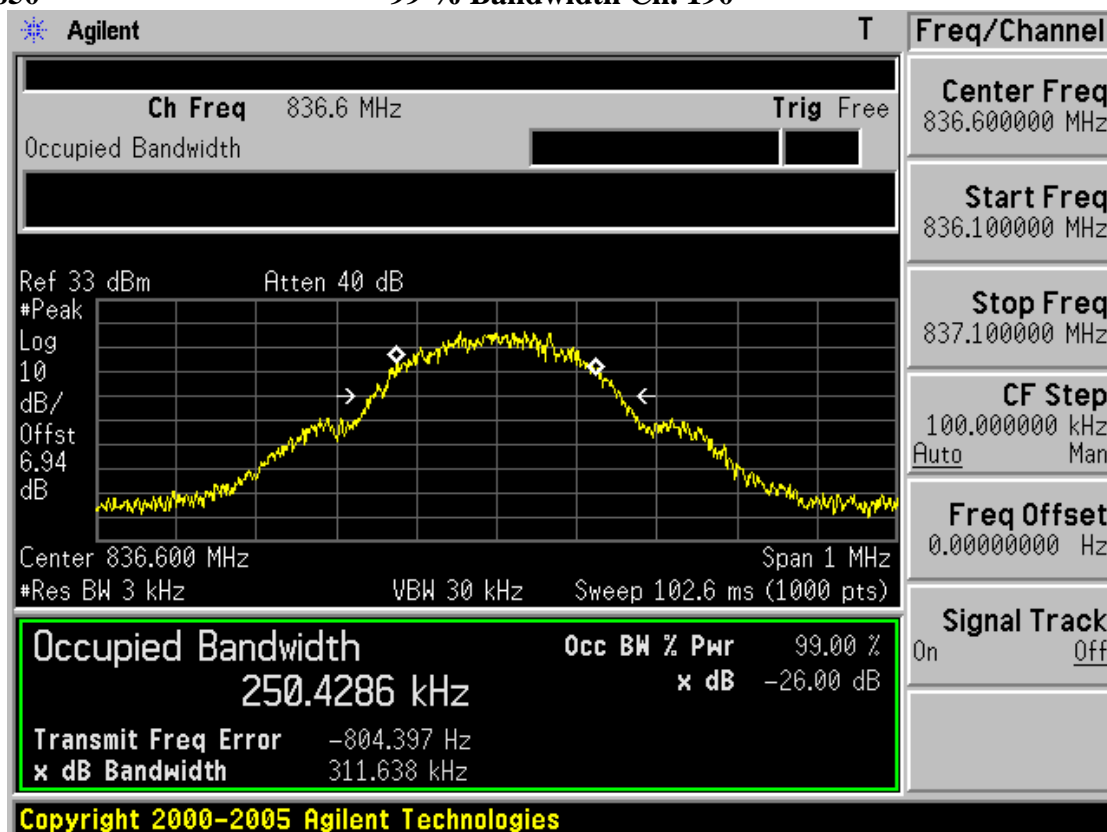 850 99 % Bandwidth Ch. 190
Agilent T
Freq/Channel
Ch Freq 836.6 MHz Trig Free
Occupied Bandwidth
Center Freq
836.600000 MHz
Start Freq
836.100000 MHz
Stop Freq
837.100000 MHz
CF Step
100.000000 kHz
Auto Man
Freq Offset
0.00000000 Hz
Signal Track
On Off
Ref 33 dBm Atten 40 dB
#Peak
Log
10
dB/
Offst
6.94
dB
Center 836.600 MHz Span 1 MHz
#Res BW 3 kHz VBW 30 kHz Sweep 102.6 ms (1000 pts)
Occupied Bandwidth Occ BW % Pwr 99.00 %
250.4286 kHz x dB -26.00 dB
Transmit Freq Error -804.397 Hz
x dB Bandwidth 311.638 kHz
Copyright 2000-2005 Agilent Technologies